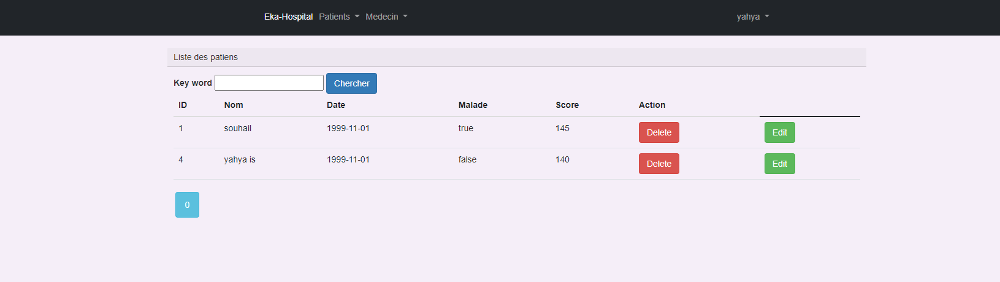 Eka-Hospital Patients Medecin yahya
Liste des patiens
Key word Chercher
ID Nom Date Malade Score Action
1 souhail 1999-11-01 true 145 Delete Edit
4 yahya is 1999-11-01 false 140 Delete Edit
0